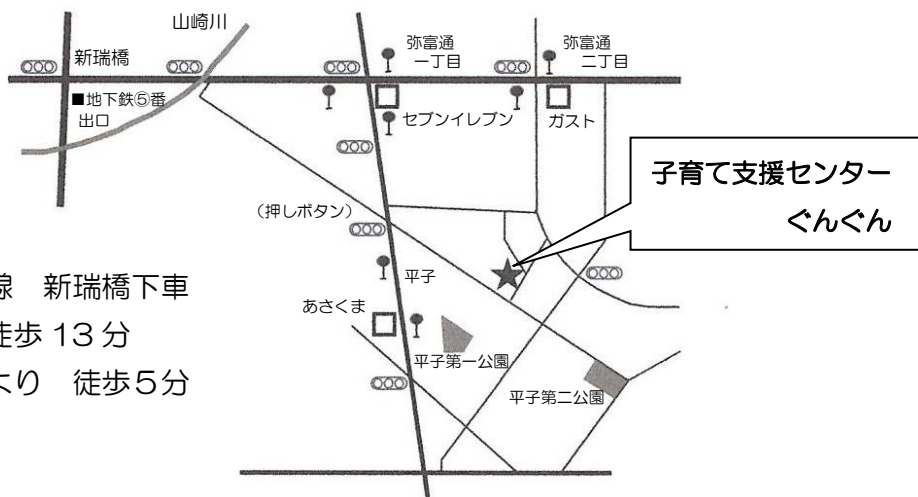 山崎川
新瑞橋
弥富通
一丁目
弥富通
二丁目
■地下鉄⑤番
出口
セブンイレブン
ガスト
子育て支援センター
ぐんぐん
（押しボタン）
平子
あさくま
線　新瑞橋下車
徒歩13分
より　徒歩5分
平子第一公園
平子第二公園